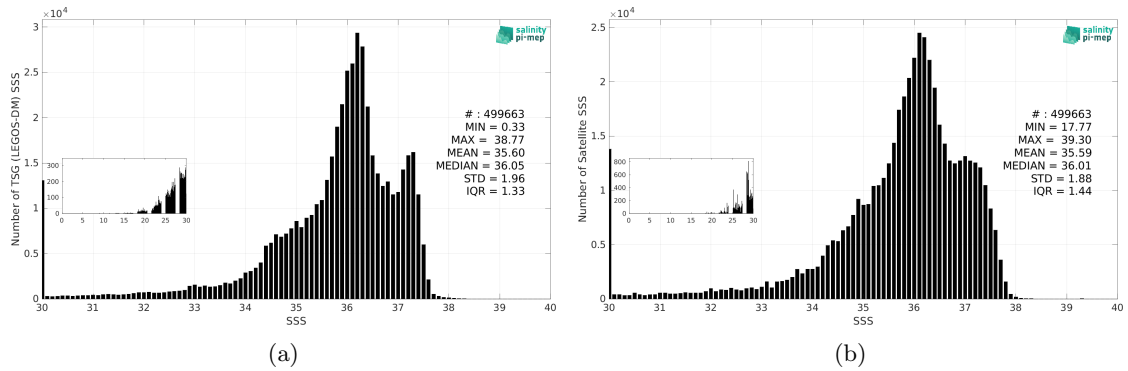 ×10⁴
3
2.5
2
1.5
1
0.5
0
Number of TSG (LEGOS-DM) SSS
salinity
pi-mep
# : 499663
MIN = 0.33
MAX = 38.77
MEAN = 35.60
MEDIAN = 36.05
STD = 1.96
IQR = 1.33
300
200
100
0
0 5 10 15 20 25 30
30 31 32 33 34 35 36 37 38 39 40
SSS
(a)
×10⁴
2.5
2
1.5
1
0.5
0
Number of Satellite SSS
salinity
pi-mep
# : 499663
MIN = 17.77
MAX = 39.30
MEAN = 35.59
MEDIAN = 36.01
STD = 1.88
IQR = 1.44
800
600
400
200
0
0 5 10 15 20 25 30
30 31 32 33 34 35 36 37 38 39 40
SSS
(b)